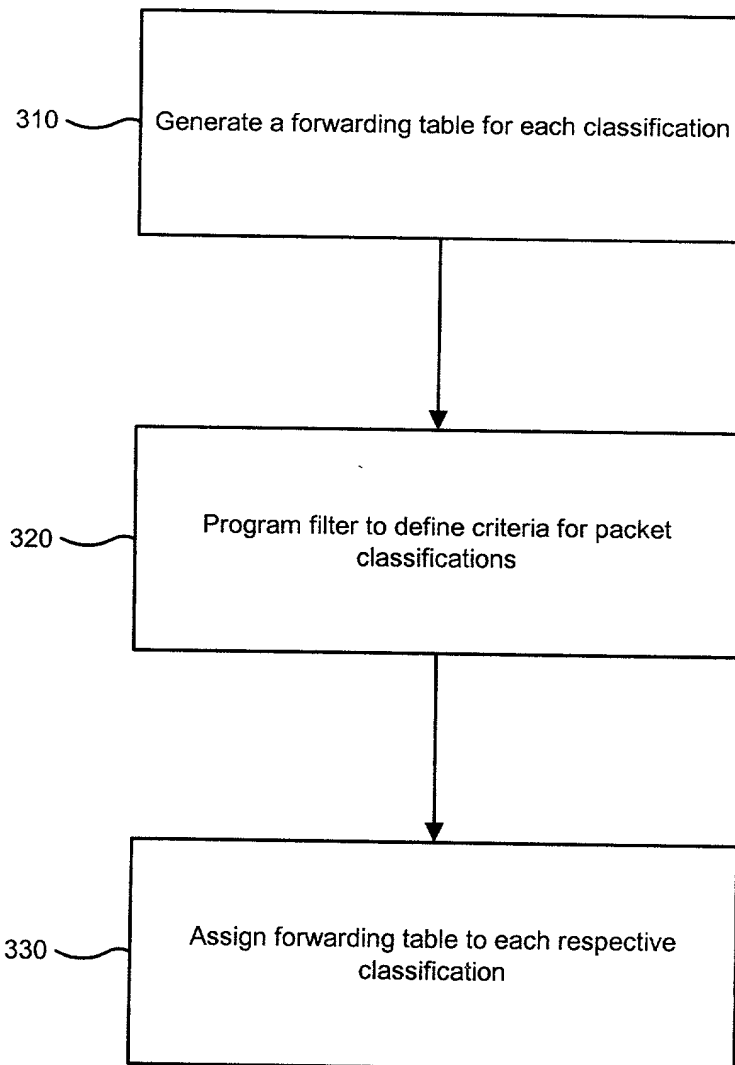 310
Generate a forwarding table for each classification
320
Program filter to define criteria for packet
classifications
330
Assign forwarding table to each respective
classification